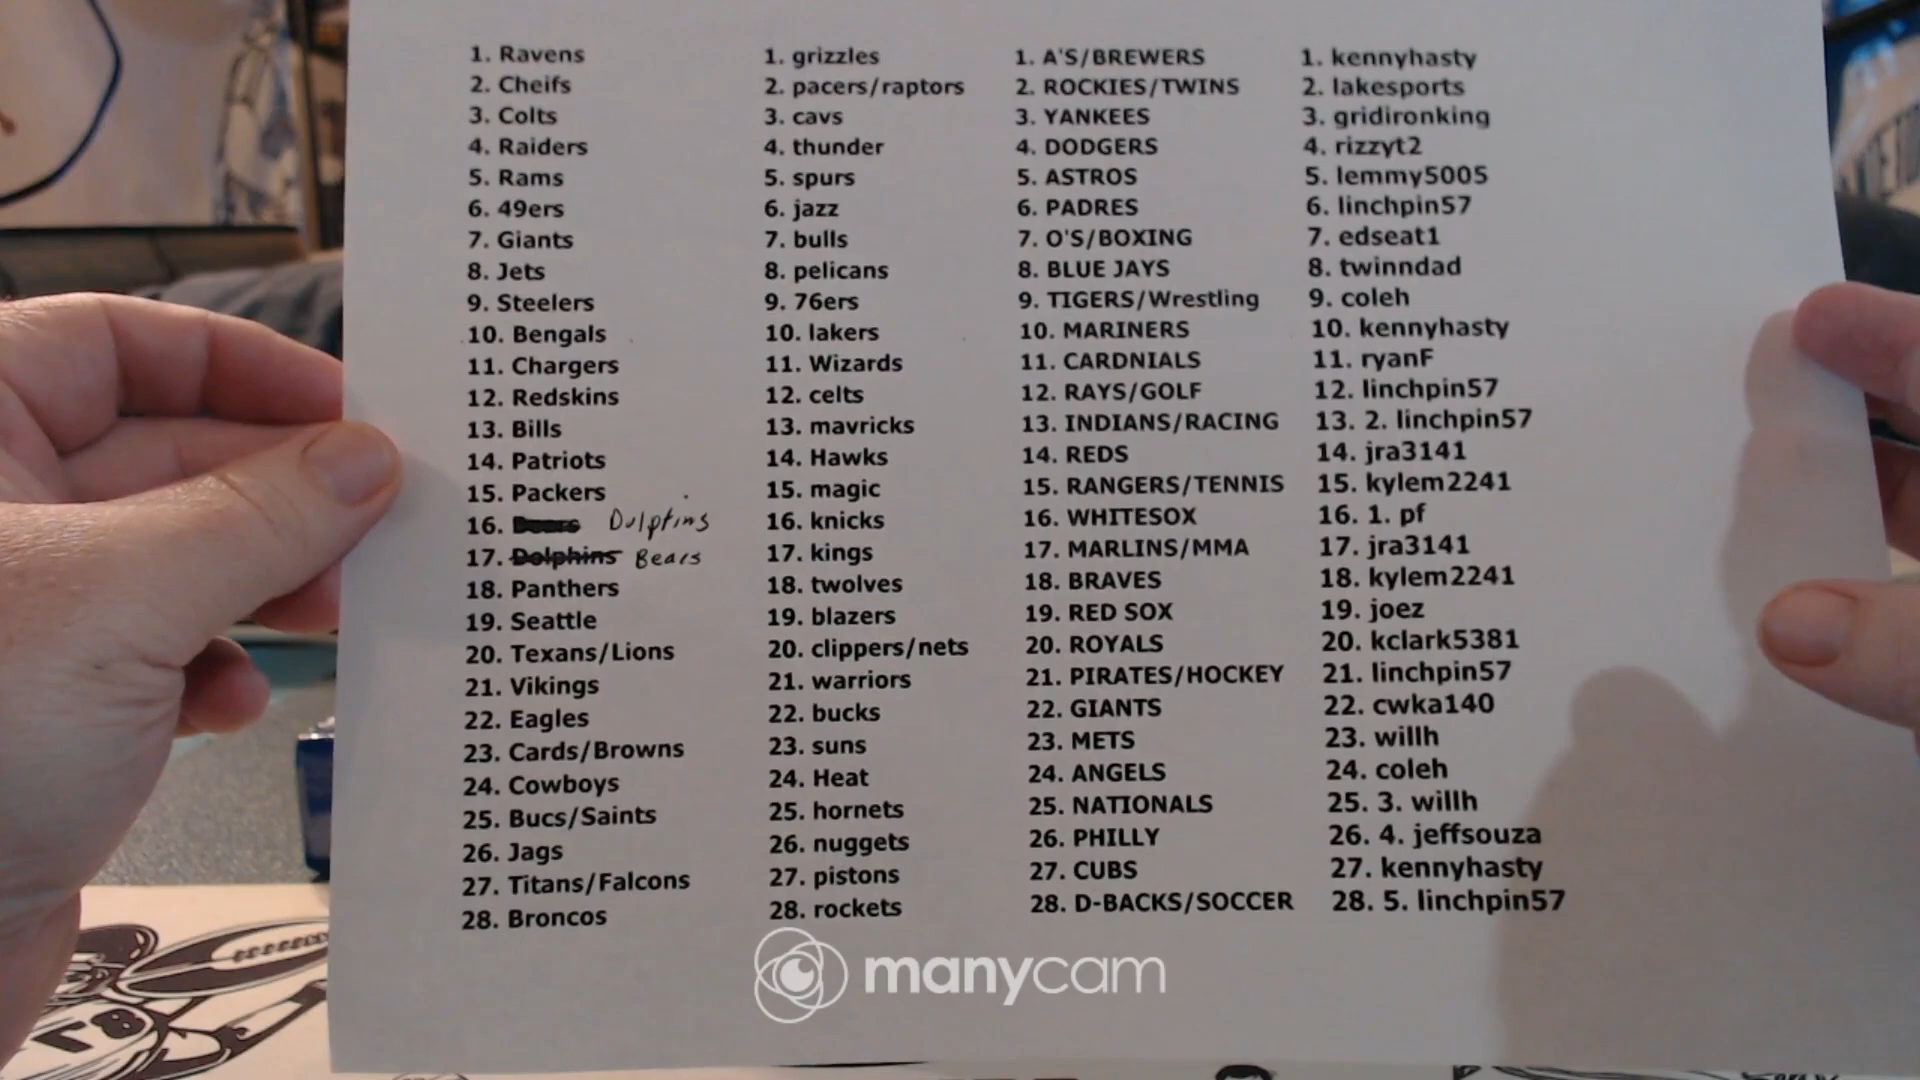 1. Ravens 1. grizzles 1. A'S/BREWERS 1. kennyhasty
2. Cheifs 2. pacers/raptors 2. ROCKIES/TWINS 2. lakesports
3. Colts 3. cavs 3. YANKEES 3. gridironking
4. Raiders 4. thunder 4. DODGERS 4. rizzyt2
5. Rams 5. spurs 5. ASTROS 5. lemmy5005
6. 49ers 6. jazz 6. PADRES 6. linchpin57
7. Giants 7. bulls 7. O'S/BOXING 7. edseat1
8. Jets 8. pelicans 8. BLUE JAYS 8. twinndad
9. Steelers 9. 76ers 9. TIGERS/Wrestling 9. coleh
10. Bengals 10. lakers 10. MARINERS 10. kennyhasty
11. Chargers 11. Wizards 11. CARDNIALS 11. ryanF
12. Redskins 12. celts 12. RAYS/GOLF 12. linchpin57
13. Bills 13. mavricks 13. INDIANS/RACING 13. 2. linchpin57
14. Patriots 14. Hawks 14. REDS 14. jra3141
15. Packers 15. magic 15. RANGERS/TENNIS 15. kylem2241
16. Dolphins 16. knicks 16. WHITESOX 16. 1. pf
17. Dolphins Bears 17. kings 17. MARLINS/MMA 17. jra3141
18. Panthers 18. twolves 18. BRAVES 18. kylem2241
19. Seattle 19. blazers 19. RED SOX 19. joez
20. Texans/Lions 20. clippers/nets 20. ROYALS 20. kclark5381
21. Vikings 21. warriors 21. PIRATES/HOCKEY 21. linchpin57
22. Eagles 22. bucks 22. GIANTS 22. cwka140
23. Cards/Browns 23. suns 23. METS 23. willh
24. Cowboys 24. Heat 24. ANGELS 24. coleh
25. Bucs/Saints 25. hornets 25. NATIONALS 25. 3. willh
26. Jags 26. nuggets 26. PHILLY 26. 4. jeffsouza
27. Titans/Falcons 27. pistons 27. CUBS 27. kennyhasty
28. Broncos 28. rockets 28. D-BACKS/SOCCER 28. 5. linchpin57
manycam